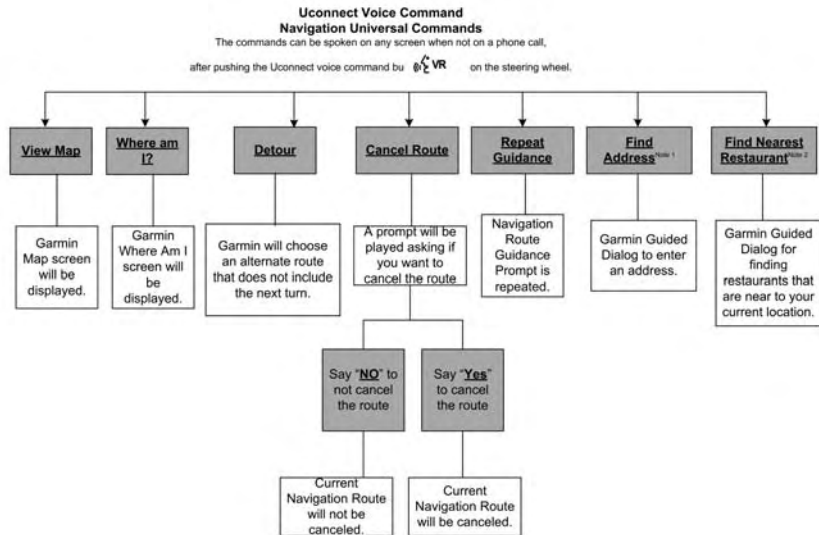 Uconnect Voice Command
Navigation Universal Commands
The commands can be spoken on any screen when not on a phone call,
after pushing the Uconnect voice command bu VR on the steering wheel.
View Map
Where am
I?
Detour
Cancel Route
Repeat
Guidance
Find
Address Note 1
Find Nearest
Restaurant Note 2
Garmin
Map screen
will be
displayed.
Garmin
Where Am I
screen will
be
displayed.
Garmin will choose
an alternate route
that does not include
the next turn.
A prompt will be
played asking if
you want to
cancel the route
Navigation
Route
Guidance
Prompt is
repeated.
Garmin Guided
Dialog to enter
an address.
Garmin Guided
Dialog for
finding
restaurants
that are near to your
current location.
Say “NO” to
not cancel
the route
Say “Yes”
to cancel
the route
Current
Navigation Route
will not be
canceled.
Current
Navigation Route
will be canceled.